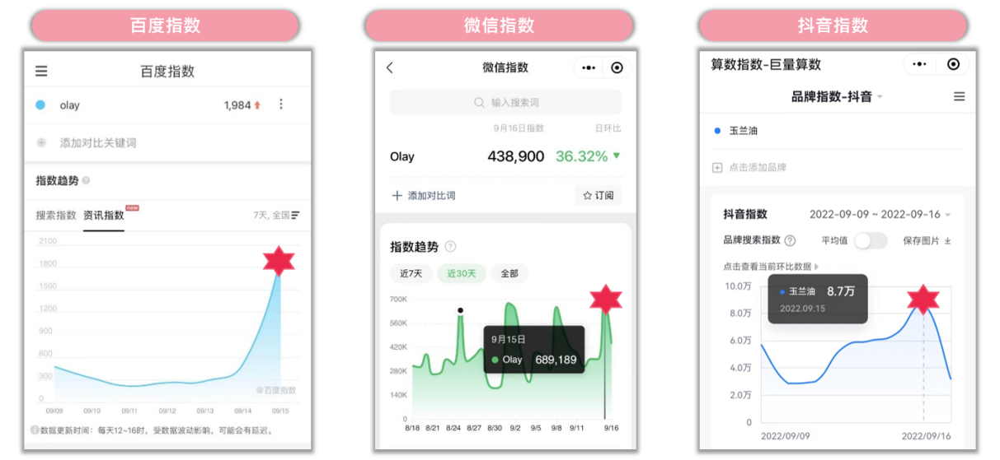 百度指数
百度指数
olay
1,984
添加对比关键词
指数趋势
搜索指数 资讯指数 new 7天, 全国
2100
1800
1500
1200
900
600
300
0
@百度指数
09/09 09/10 09/11 09/12 09/13 09/14 09/15
数据更新时间：每天12~16时，受数据波动影响，可能会有延迟。
微信指数
微信指数
输入搜索词
9月16日指数 日环比
Olay 438,900 36.32%
添加对比词 订阅
指数趋势
近7天 近30天 全部
700K
560K
420K
280K
140K
0
9月15日
Olay 689,189
8/18 8/21 8/24 8/27 8/30 9/2 9/5 9/8 9/11 9/16
抖音指数
算数指数-巨量算数
品牌指数-抖音
玉兰油
点击添加品牌
抖音指数 2022-09-09 ~ 2022-09-16
品牌搜索指数 平均值 保存图片
点击查看当前环比数据
10.0万
8.0万
6.0万
4.0万
2.0万
0
玉兰油 8.7万
2022.09.15
2022/09/09 2022/09/16